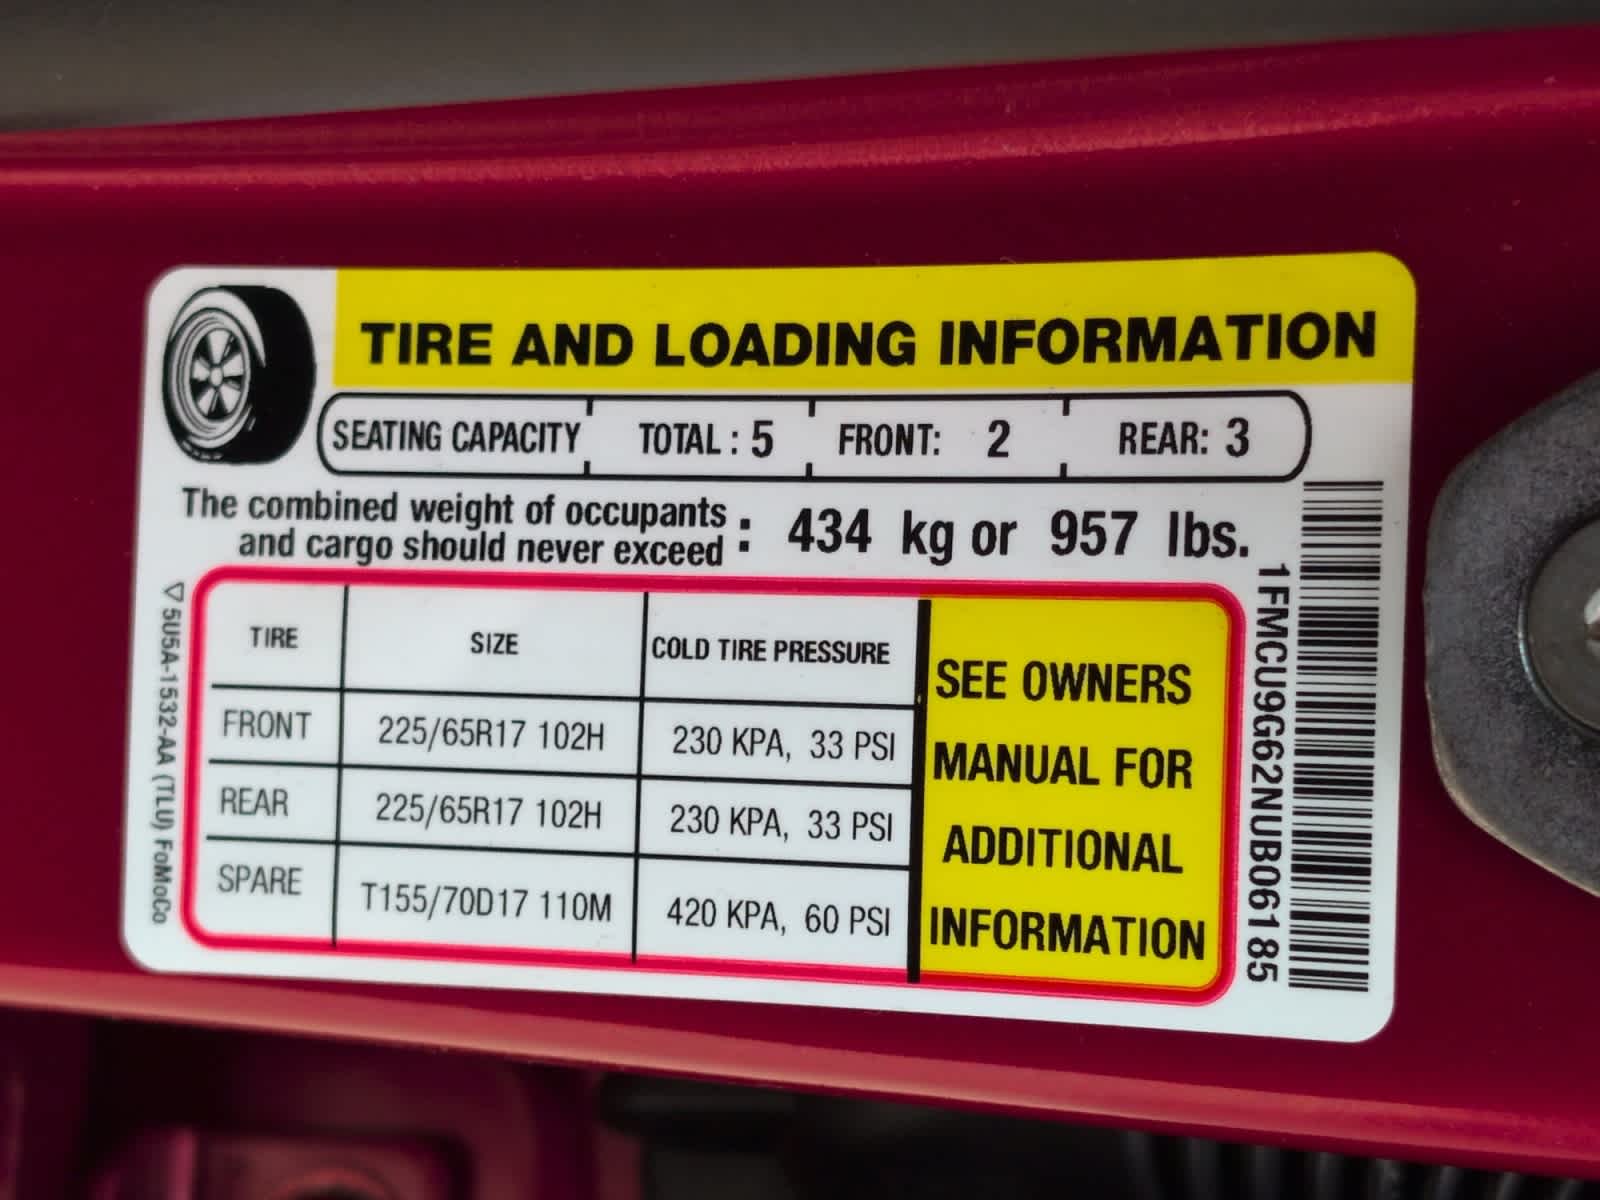 TIRE AND LOADING INFORMATION
SEATING CAPACITY TOTAL : 5 FRONT: 2 REAR: 3
The combined weight of occupants
and cargo should never exceed : 434 kg or 957 lbs.
TIRE SIZE COLD TIRE PRESSURE
FRONT 225/65R17 102H 230 KPA, 33 PSI
REAR 225/65R17 102H 230 KPA, 33 PSI
SPARE T155/70D17 110M 420 KPA, 60 PSI
SEE OWNERS
MANUAL FOR
ADDITIONAL
INFORMATION
5U5A-1532-AA (TLU) FoMoCo
1FMCU9G62NUB06185